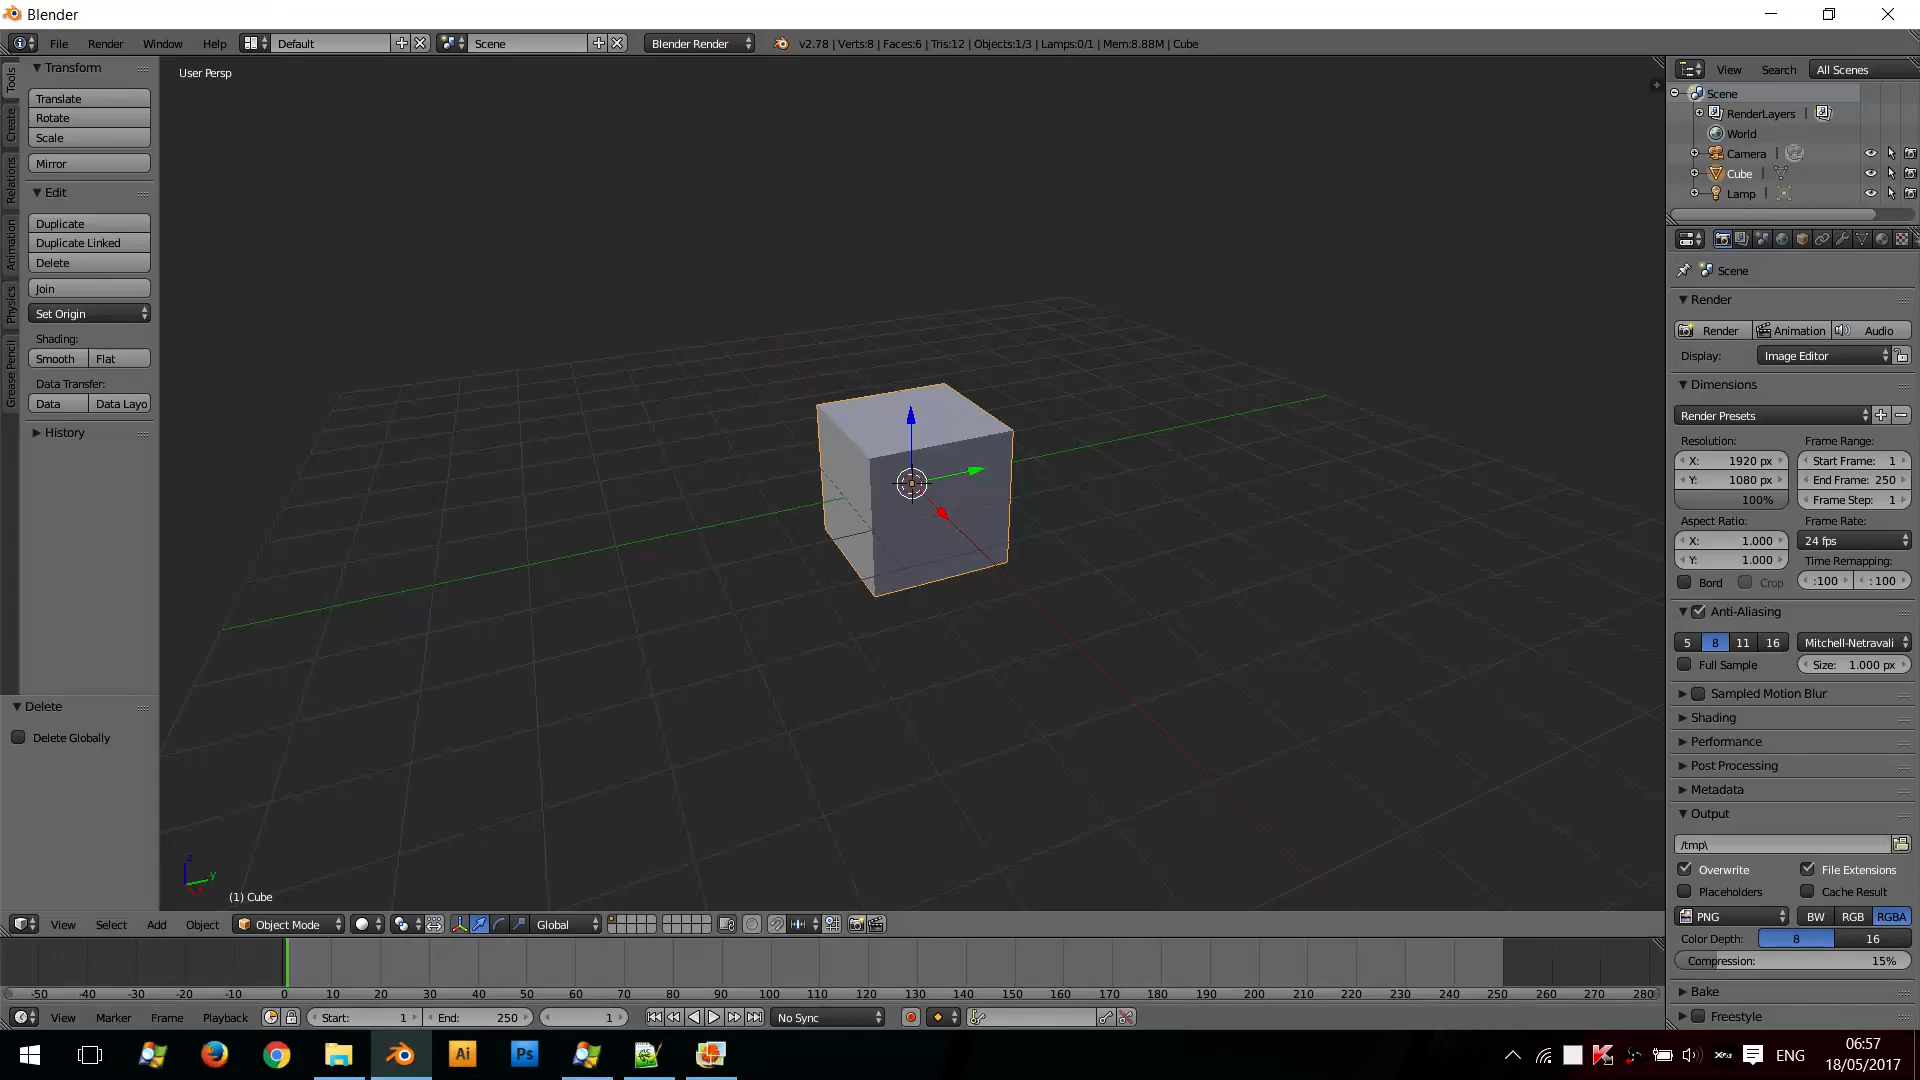 Blender
File Render Window Help Default Scene Blender Render v2.78 | Verts:8 | Faces:6 | Tris:12 | Objects:1/3 | Lamps:0/1 | Mem:8.88M | Cube
Tools
Create
Relations
Animation
Physics
Grease Pencil
Transform
Translate
Rotate
Scale
Mirror
Edit
Duplicate
Duplicate Linked
Delete
Join
Set Origin
Shading:
Smooth Flat
Data Transfer:
Data Data Layo
History
Delete
Delete Globally
User Persp
z
y
x
(1) Cube
View Search All Scenes
Scene
RenderLayers |
World
Camera |
Cube |
Lamp |
Scene
Render
Render Animation Audio
Display: Image Editor
Dimensions
Render Presets
Resolution: Frame Range:
X: 1920 px Start Frame: 1
Y: 1080 px End Frame: 250
100% Frame Step: 1
Aspect Ratio: Frame Rate:
X: 1.000 24 fps
Y: 1.000 Time Remapping:
Bord Crop :100 : 100
Anti-Aliasing
5 8 11 16 Mitchell-Netravali
Full Sample Size: 1.000 px
Sampled Motion Blur
Shading
Performance
Post Processing
Metadata
Output
/tmp\
Overwrite File Extensions
Placeholders Cache Result
PNG BW RGB RGBA
Color Depth: 8 16
Compression: 15%
Bake
Freestyle
View Select Add Object Object Mode Global
-50 -40 -30 -20 -10 0 10 20 30 40 50 60 70 80 90 100 110 120 130 140 150 160 170 180 190 200 210 220 230 240 250 260 270 280
View Marker Frame Playback Start: 1 End: 250 1 No Sync
Ai Ps ENG 06:57
18/05/2017